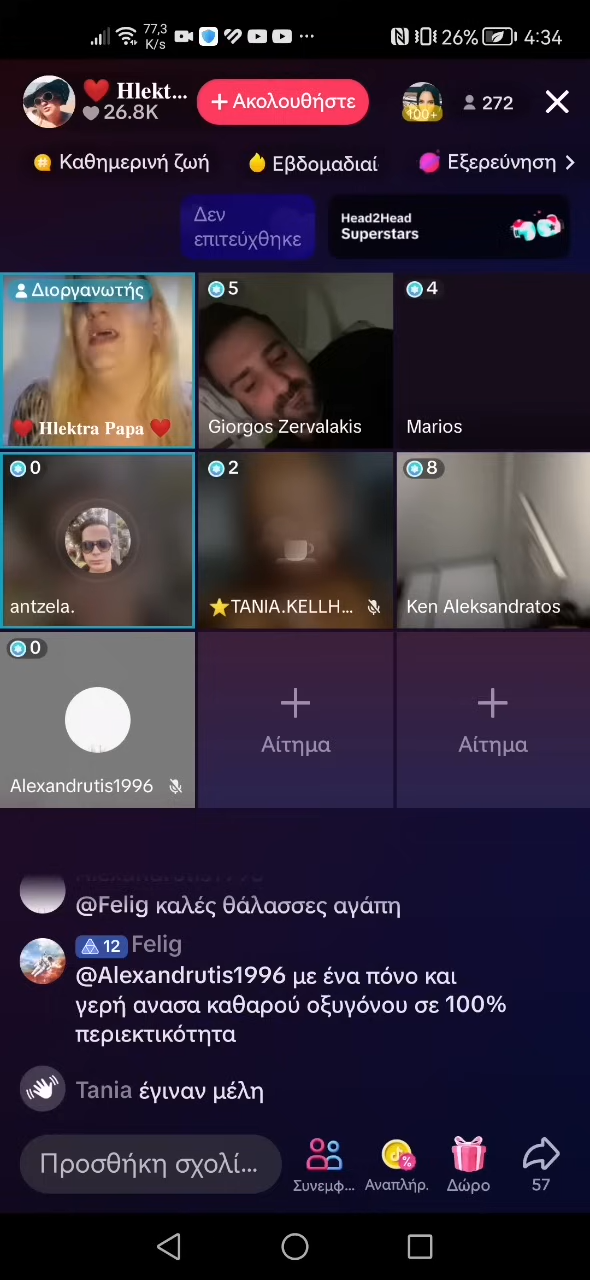 77,3
K/s
26%
4:34
Hlekt...
26.8K
+ Ακολουθήστε
100+
272
Καθημερινή ζωή
Εβδομαδιαί
Εξερεύνηση
Δεν
επιτεύχθηκε
Head2Head
Superstars
Διοργανωτής
Hlektra Papa
5
Giorgos Zervalakis
4
Marios
0
antzela.
2
TANIA.KELLH...
8
Ken Aleksandratos
0
Alexandrutis1996
Αίτημα
Αίτημα
@Felig καλές θάλασσες αγάπη
12 Felig
@Alexandrutis1996 με ένα πόνο και
γερή ανασα καθαρού οξυγόνου σε 100%
περιεκτικότητα
Tania έγιναν μέλη
Προσθήκη σχολί...
Συνεμφ...
Αναπλήρ.
Δώρο
57